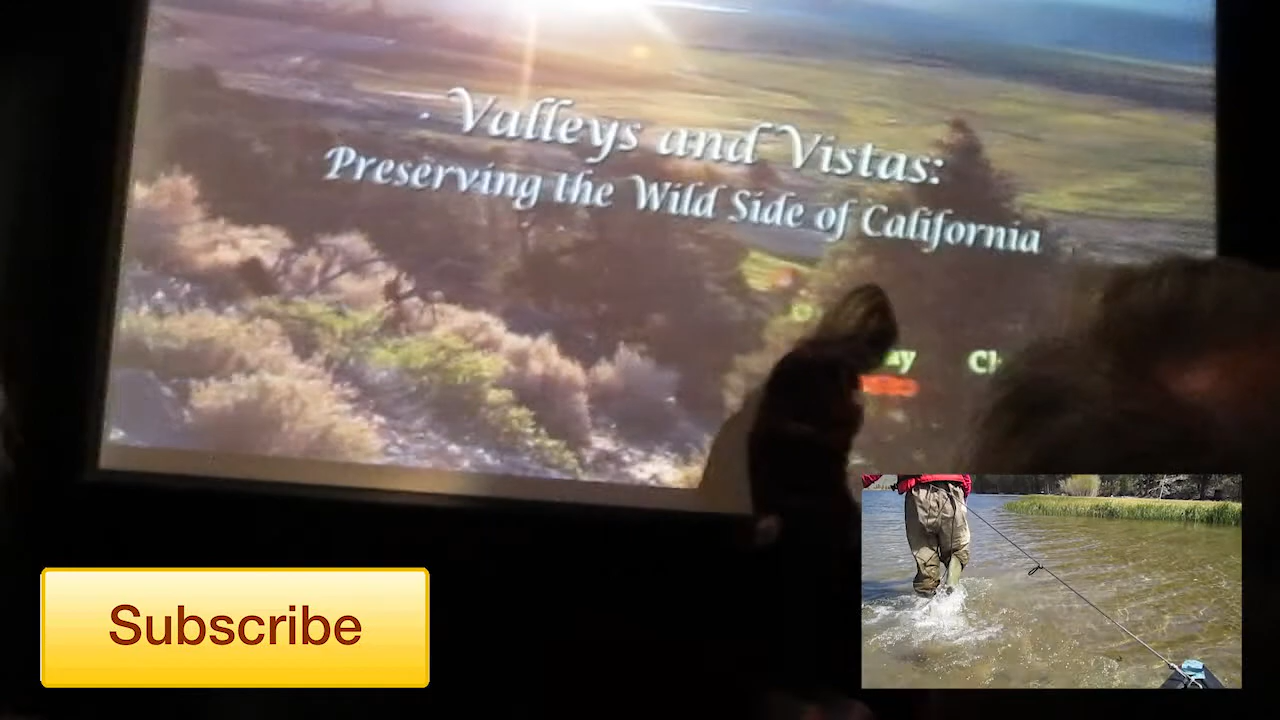 Valleys and Vistas:
Preserving the Wild Side of California
Subscribe